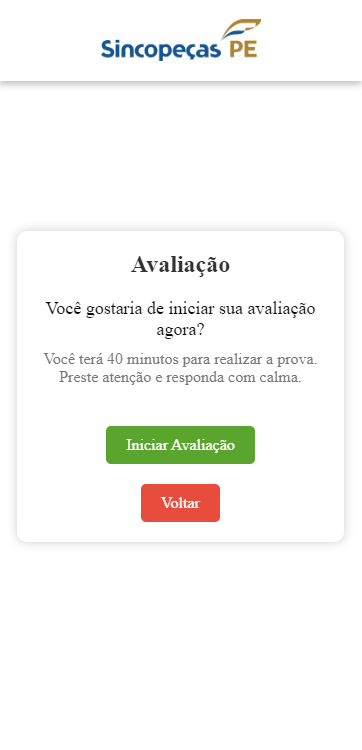 Sincopeças PE
Avaliação
Você gostaria de iniciar sua avaliação
agora?
Você terá 40 minutos para realizar a prova.
Preste atenção e responda com calma.
Iniciar Avaliação
Voltar